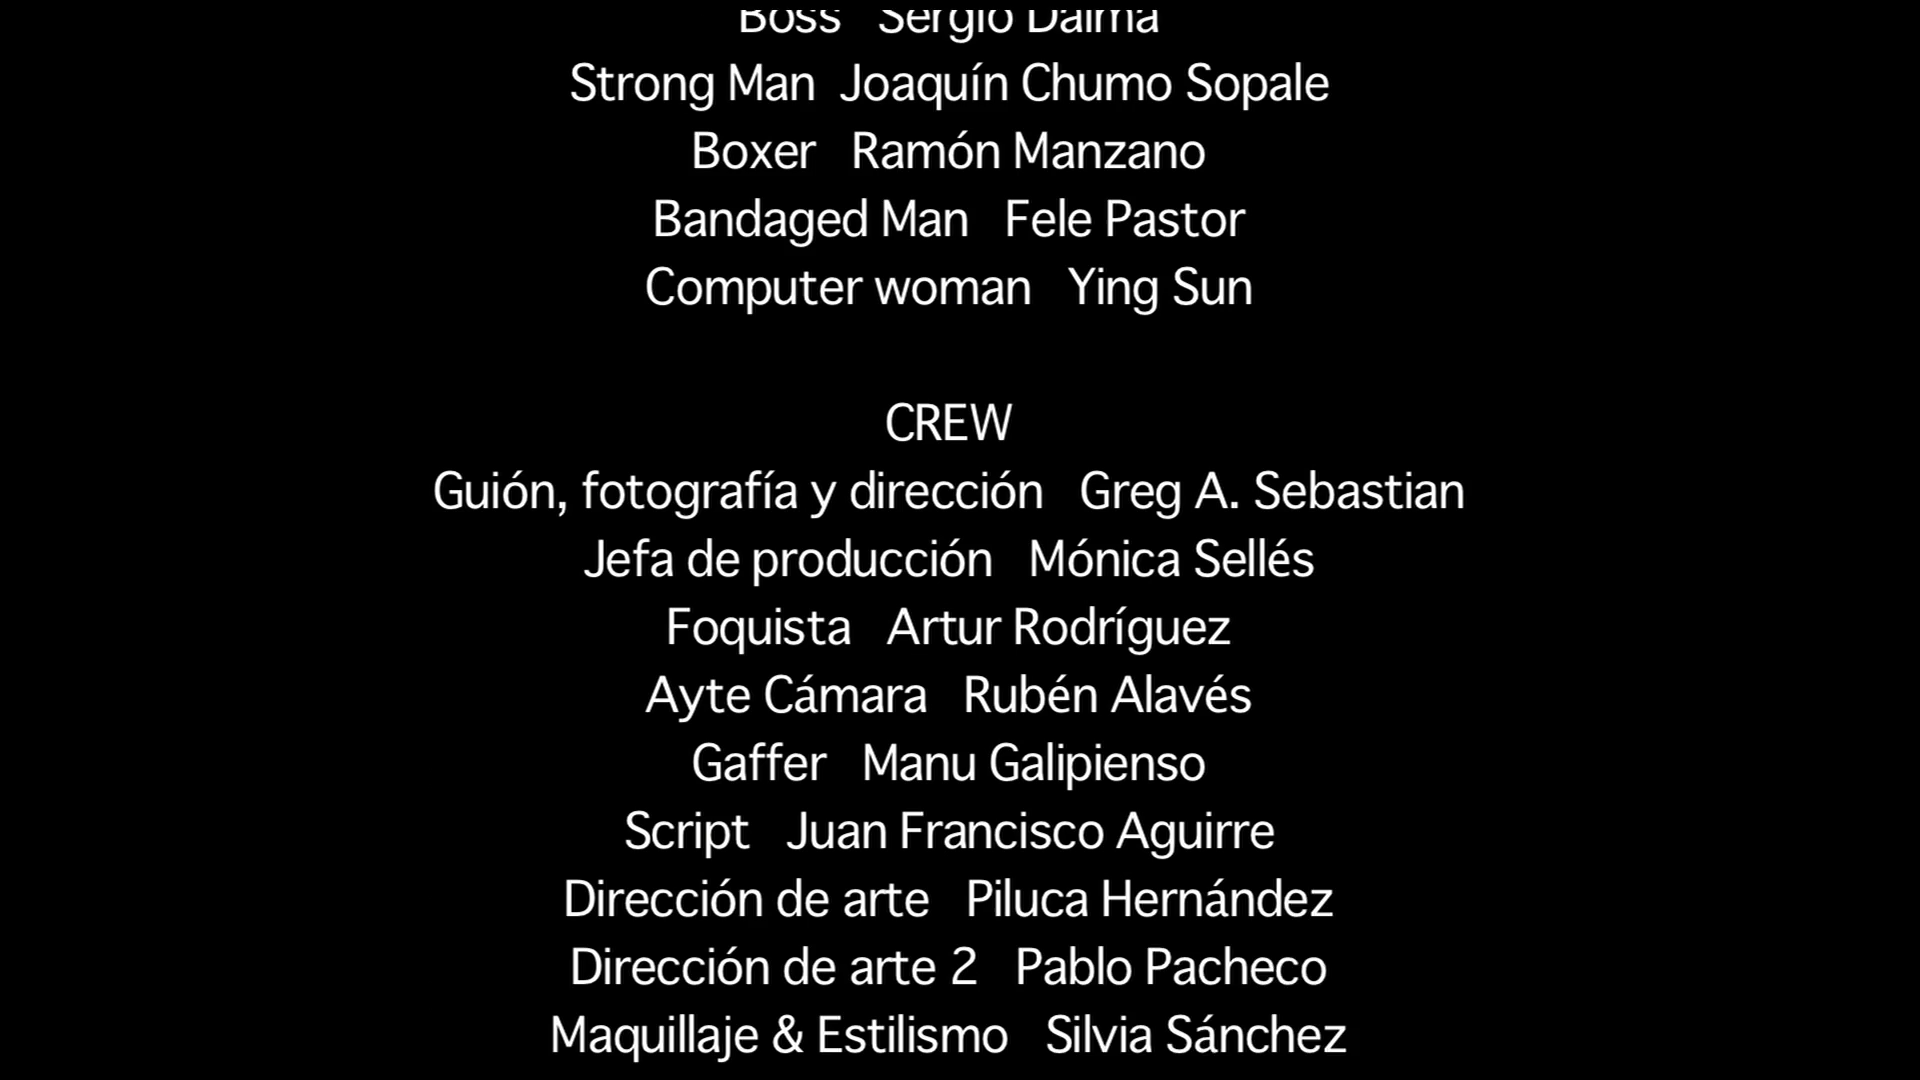 Boss Sergio Dalma
Strong Man Joaquín Chumo Sopale
Boxer Ramón Manzano
Bandaged Man Fele Pastor
Computer woman Ying Sun
CREW
Guión, fotografía y dirección Greg A. Sebastian
Jefa de producción Mónica Sellés
Foquista Artur Rodríguez
Ayte Cámara Rubén Alavés
Gaffer Manu Galipienso
Script Juan Francisco Aguirre
Dirección de arte Piluca Hernández
Dirección de arte 2 Pablo Pacheco
Maquillaje & Estilismo Silvia Sánchez